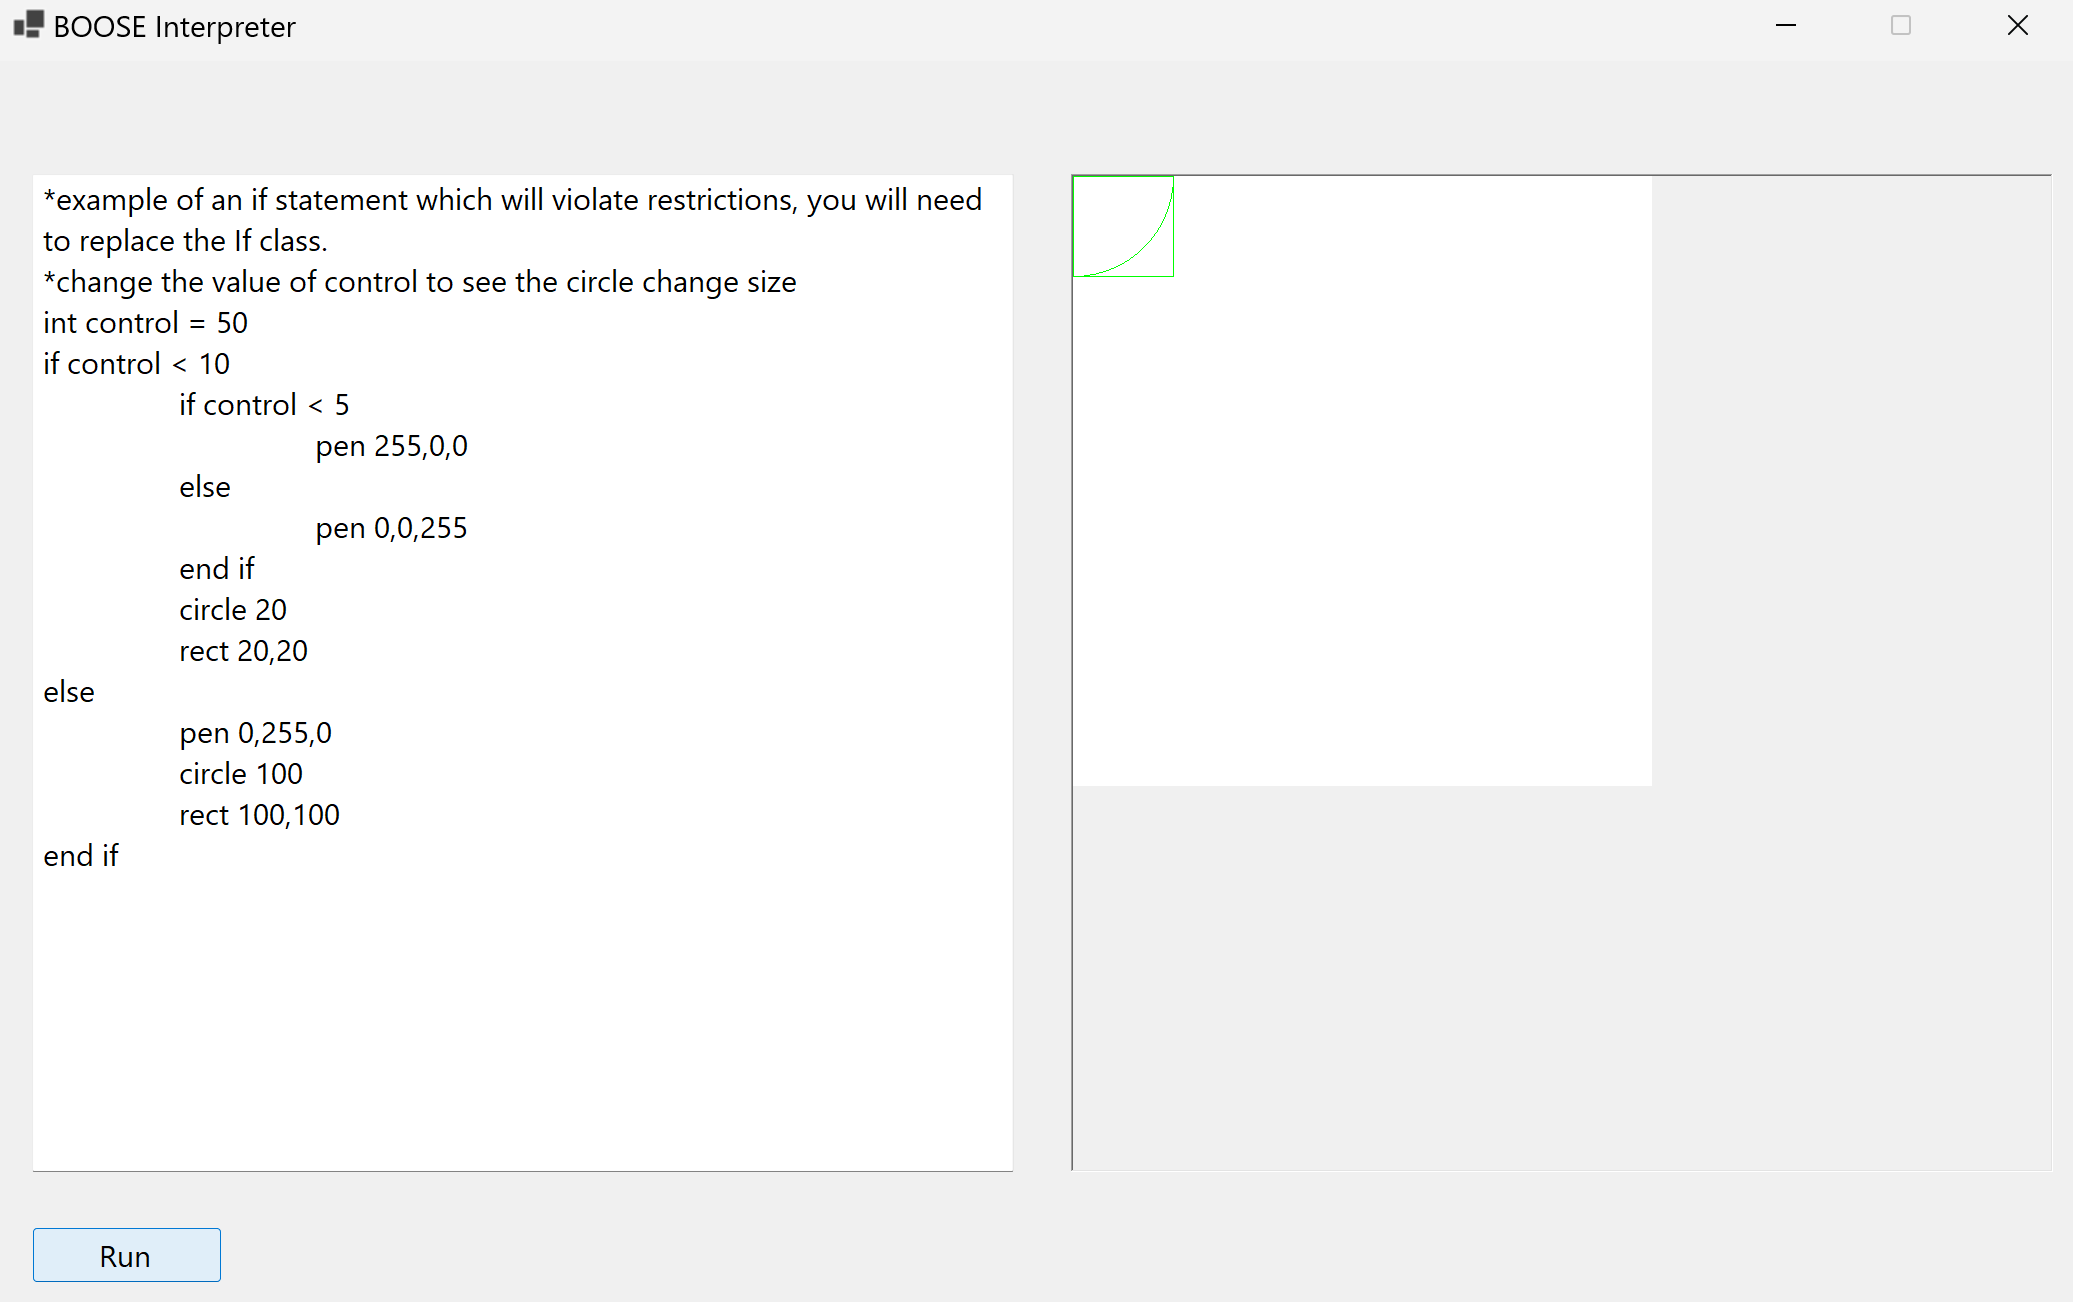 BOOSE Interpreter
*example of an if statement which will violate restrictions, you will need
to replace the If class.
*change the value of control to see the circle change size
int control = 50
if control < 10
if control < 5
pen 255,0,0
else
pen 0,0,255
end if
circle 20
rect 20,20
else
pen 0,255,0
circle 100
rect 100,100
end if
Run